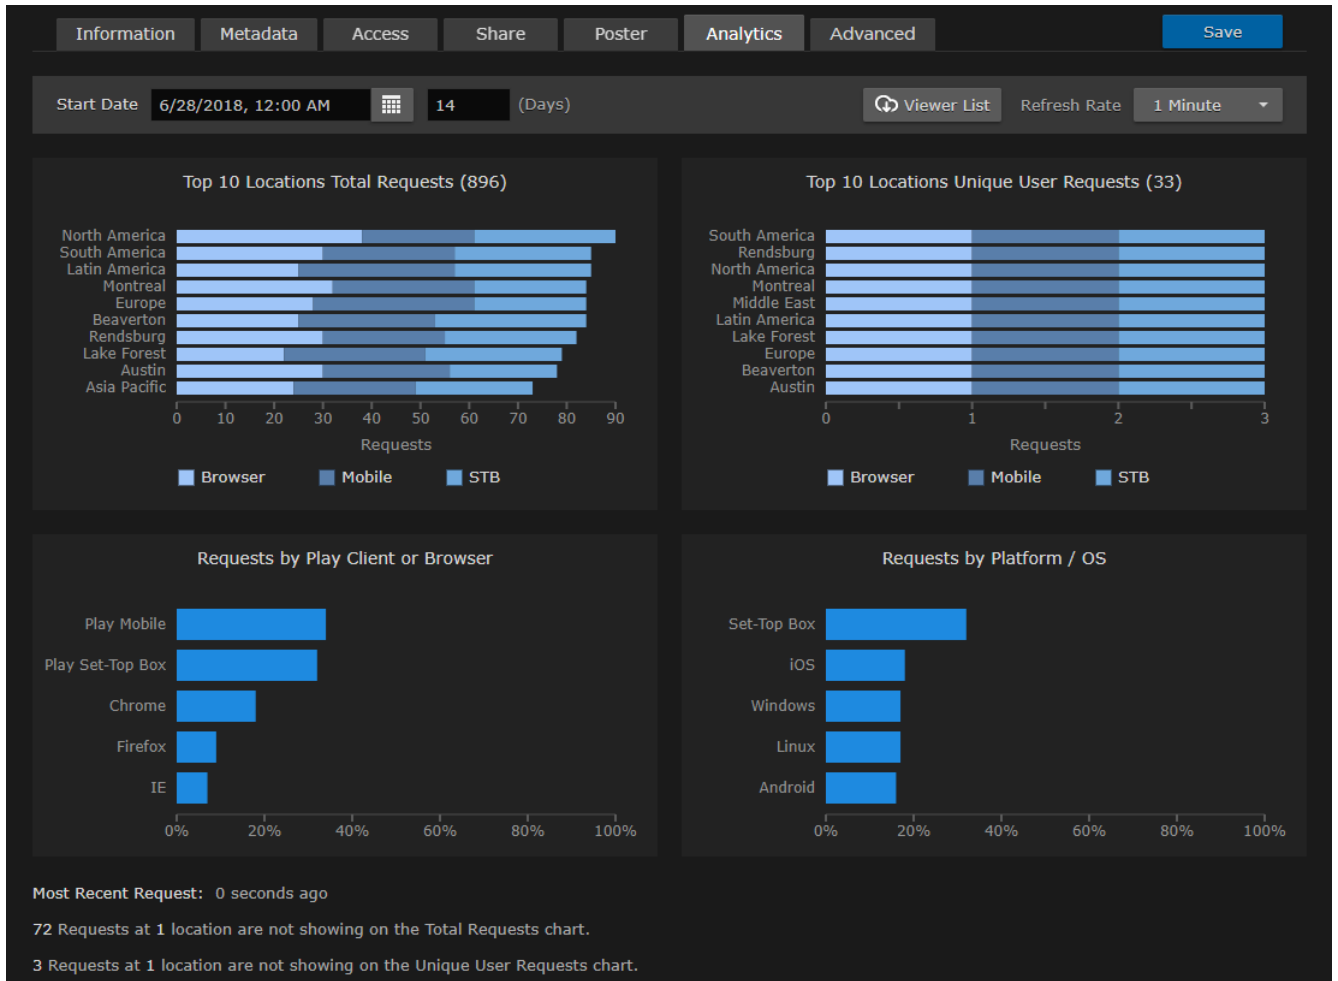 Information Metadata Access Share Poster Analytics Advanced Save
Start Date 6/28/2018, 12:00 AM 14 (Days) Viewer List Refresh Rate 1 Minute
Top 10 Locations Total Requests (896)
North America
South America
Latin America
Montreal
Europe
Beaverton
Rendsburg
Lake Forest
Austin
Asia Pacific
0 10 20 30 40 50 60 70 80 90
Requests
Browser Mobile STB
Top 10 Locations Unique User Requests (33)
South America
Rendsburg
North America
Montreal
Middle East
Latin America
Lake Forest
Europe
Beaverton
Austin
0 1 2 3
Requests
Browser Mobile STB
Requests by Play Client or Browser
Play Mobile
Play Set-Top Box
Chrome
Firefox
IE
0% 20% 40% 60% 80% 100%
Requests by Platform / OS
Set-Top Box
iOS
Windows
Linux
Android
0% 20% 40% 60% 80% 100%
Most Recent Request: 0 seconds ago
72 Requests at 1 location are not showing on the Total Requests chart.
3 Requests at 1 location are not showing on the Unique User Requests chart.